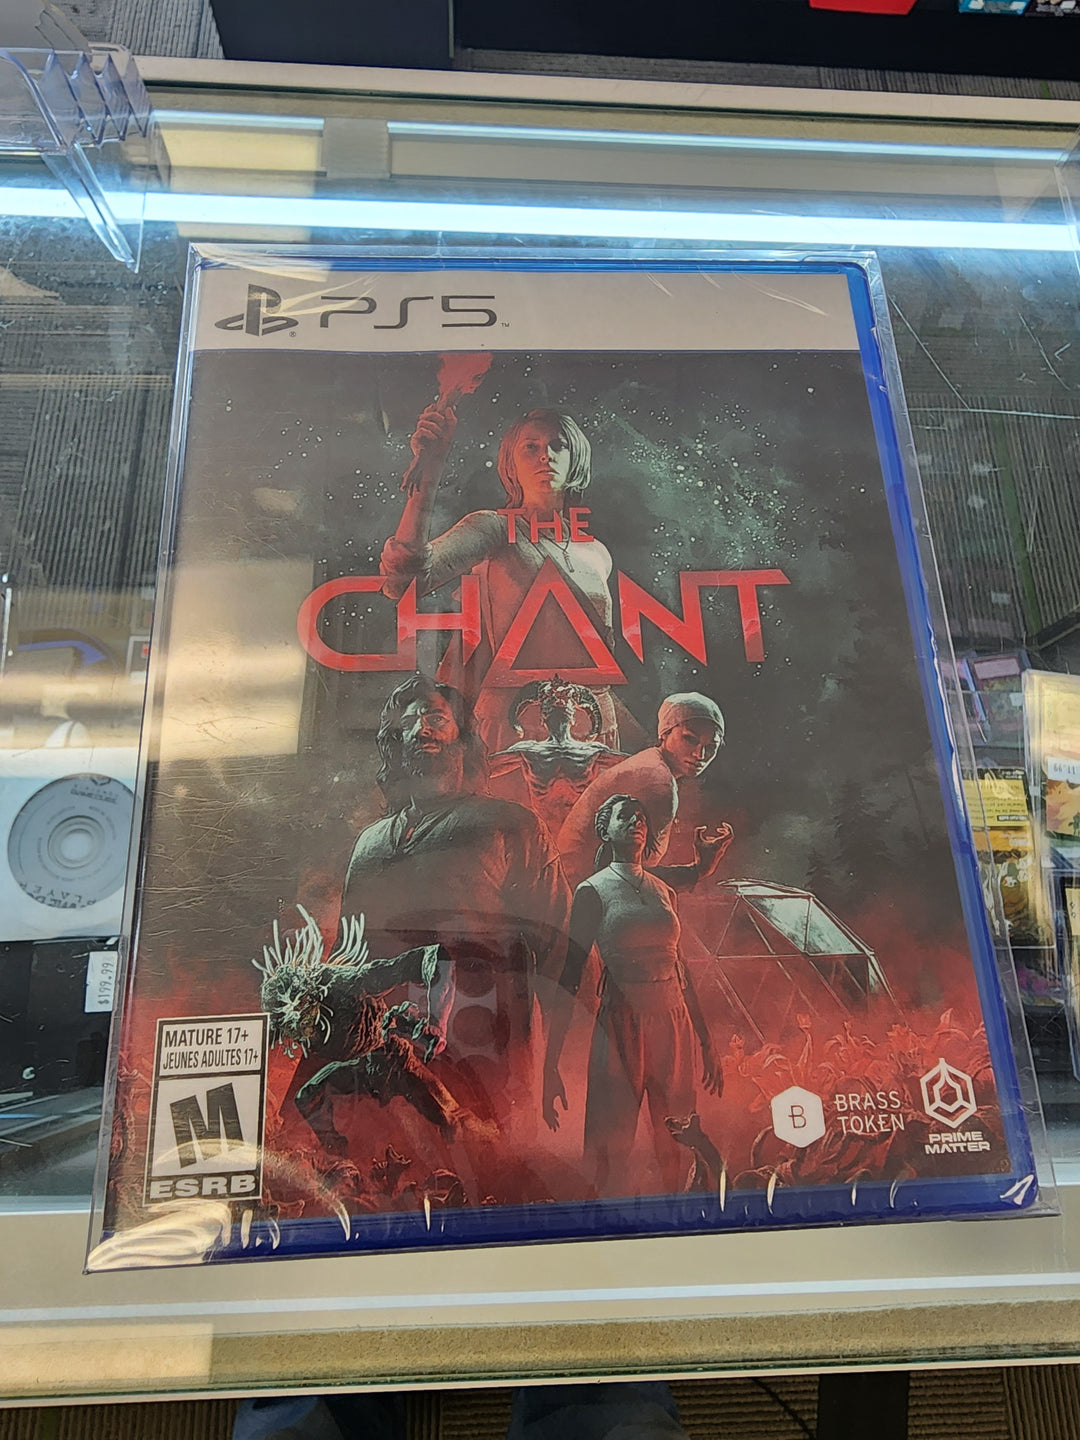 PS5
THE
CHANT
MATURE 17+
JEUNES ADULTES 17+
M
ESRB
B
BRASS
TOKEN
PRIME
MATTER
$199.99